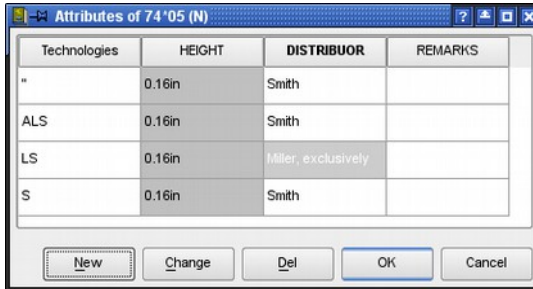 Attributes of 74*05 (N)
Technologies HEIGHT DISTRIBUOR REMARKS
" 0.16in Smith
ALS 0.16in Smith
LS 0.16in Miller, exclusively
S 0.16in Smith
New Change Del OK Cancel